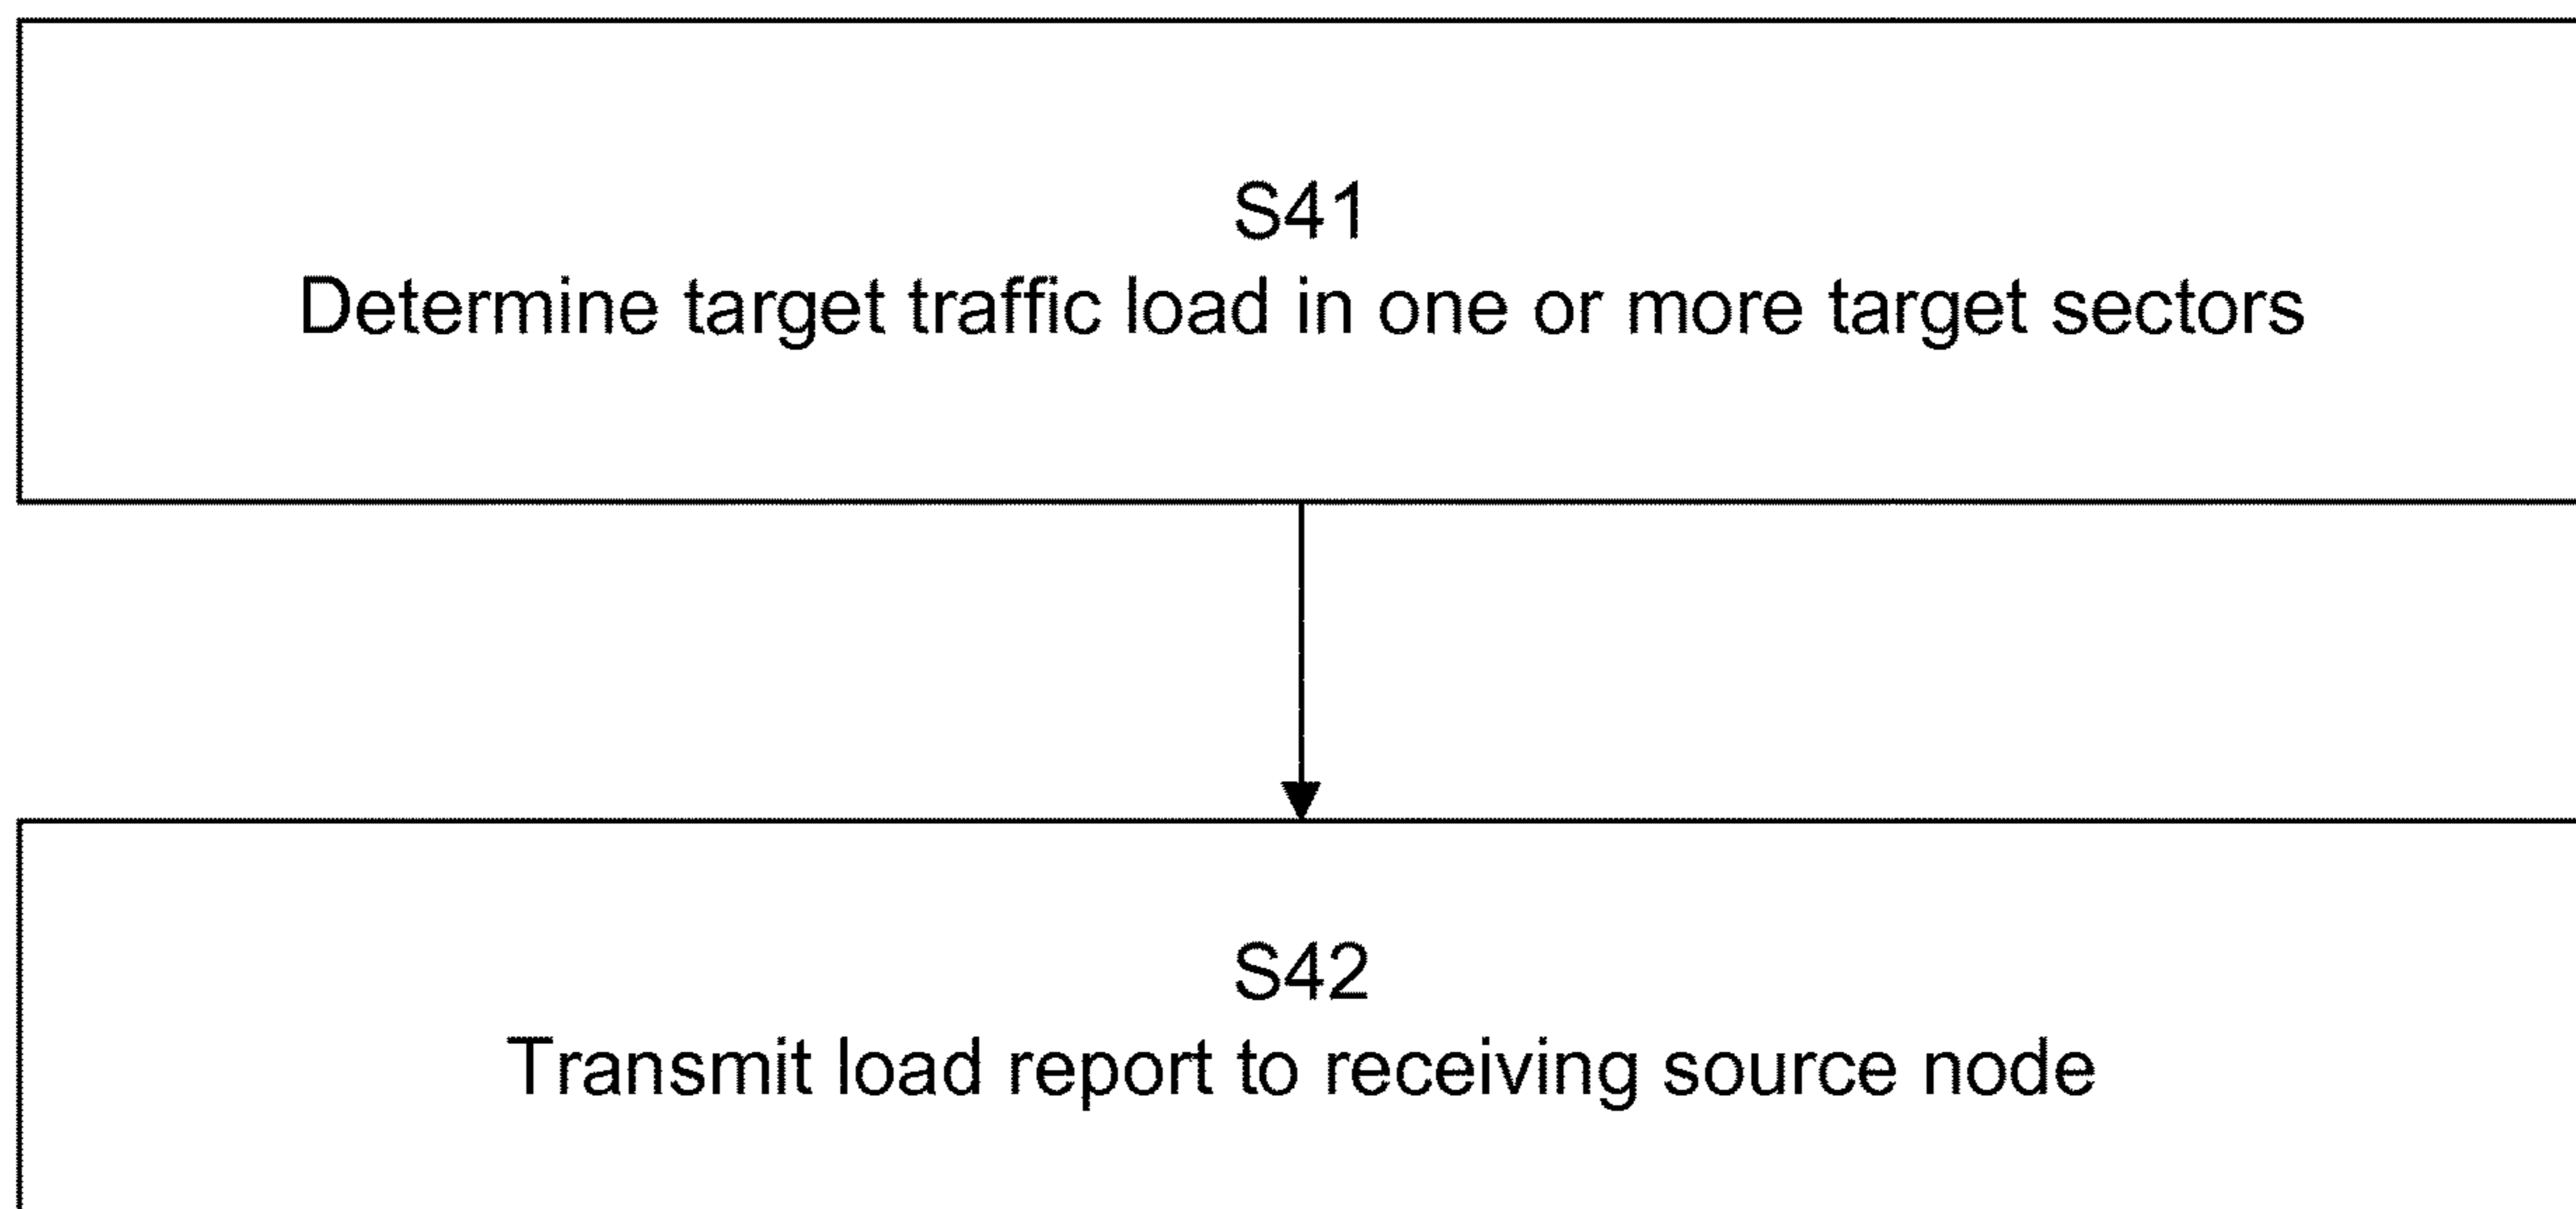 S41
Determine target traffic load in one or more target sectors
S42
Transmit load report to receiving source node